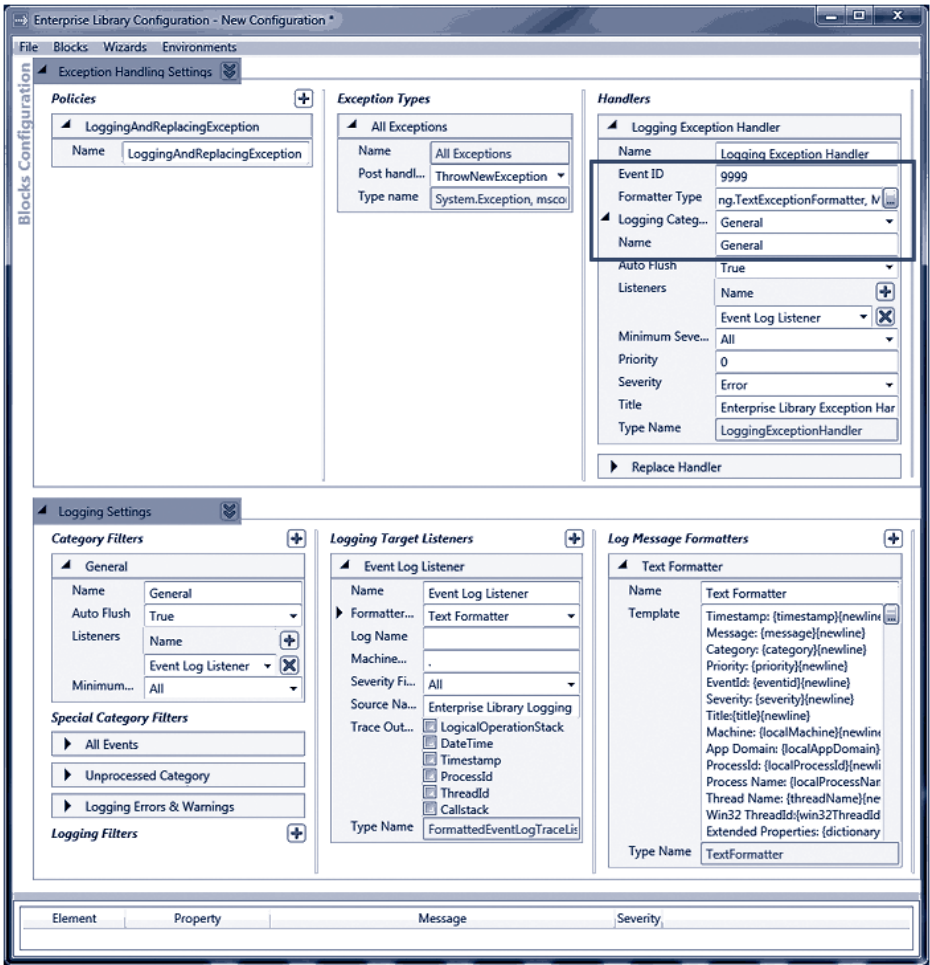 Enterprise Library Configuration - New Configuration *
File Blocks Wizards Environments
Blocks Configuration
Exception Handling Settings
Policies
LoggingAndReplacingException
Name LoggingAndReplacingException
Exception Types
All Exceptions
Name All Exceptions
Post handl... ThrowNewException
Type name System.Exception, msco
Handlers
Logging Exception Handler
Name Logging Exception Handler
Event ID 9999
Formatter Type ng.TextExceptionFormatter, M ...
Logging Categ... General
Name General
Auto Flush True
Listeners Name
Event Log Listener
Minimum Seve... All
Priority 0
Severity Error
Title Enterprise Library Exception Har
Type Name LoggingExceptionHandler
Replace Handler
Logging Settings
Category Filters
General
Name General
Auto Flush True
Listeners Name
Event Log Listener
Minimum... All
Special Category Filters
All Events
Unprocessed Category
Logging Errors & Warnings
Logging Filters
Logging Target Listeners
Event Log Listener
Name Event Log Listener
Formatter... Text Formatter
Log Name
Machine... .
Severity Fi... All
Source Na... Enterprise Library Logging
Trace Out... LogicalOperationStack
DateTime
Timestamp
ProcessId
ThreadId
Callstack
Type Name FormattedEventLogTraceLis
Log Message Formatters
Text Formatter
Name Text Formatter
Template Timestamp: {timestamp}{newline ...
Message: {message}{newline}
Category: {category}{newline}
Priority: {priority}{newline}
EventId: {eventid}{newline}
Severity: {severity}{newline}
Title:{title}{newline}
Machine: {localMachine}{newline
App Domain: {localAppDomain}
ProcessId: {localProcessId}{newli
Process Name: {localProcessNar
Thread Name: {threadName}{ne
Win32 ThreadId:{win32ThreadId
Extended Properties: {dictionary
Type Name TextFormatter
Element Property Message Severity